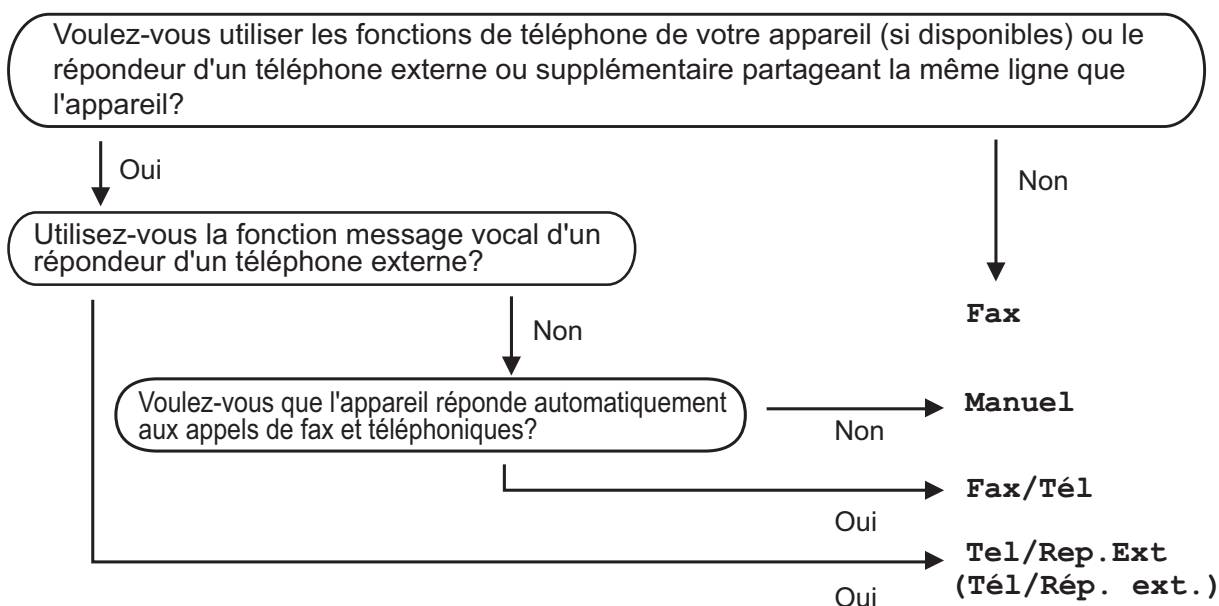 Voulez-vous utiliser les fonctions de téléphone de votre appareil (si disponibles) ou le
répondeur d'un téléphone externe ou supplémentaire partageant la même ligne que
l'appareil?
Oui
Non
Utilisez-vous la fonction message vocal d'un
répondeur d'un téléphone externe?
Fax
Non
Voulez-vous que l'appareil réponde automatiquement
aux appels de fax et téléphoniques?
Manuel
Non
Fax/Tél
Oui
Tel/Rep.Ext
(Tél/Rép. ext.)
Oui